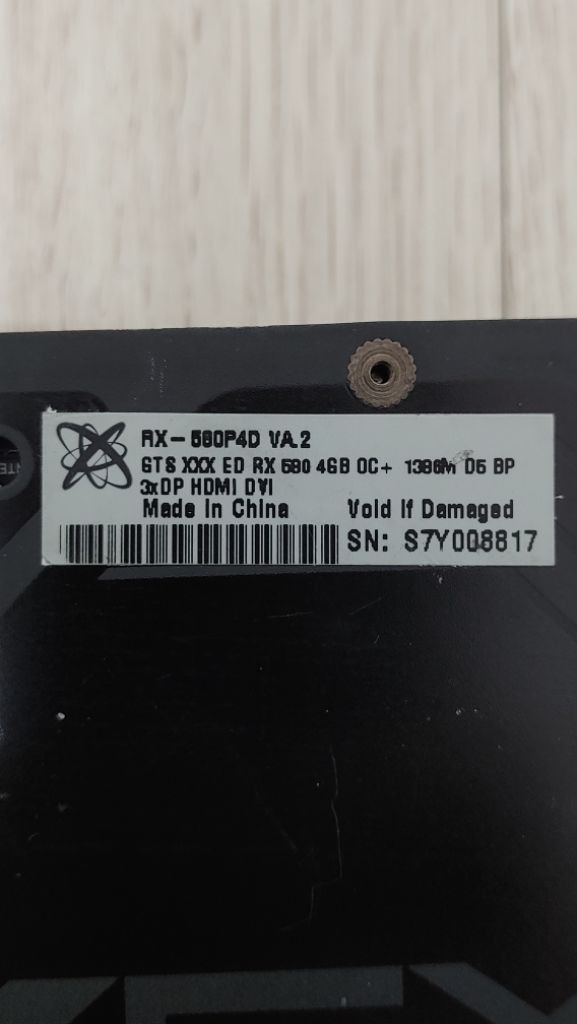 RX-580P4D VA.2
GTS XXX ED RX 580 4GB OC+ 1386M D5 BP
3xDP HDMI DVI
Made In China Void If Damaged
SN: S7Y008817